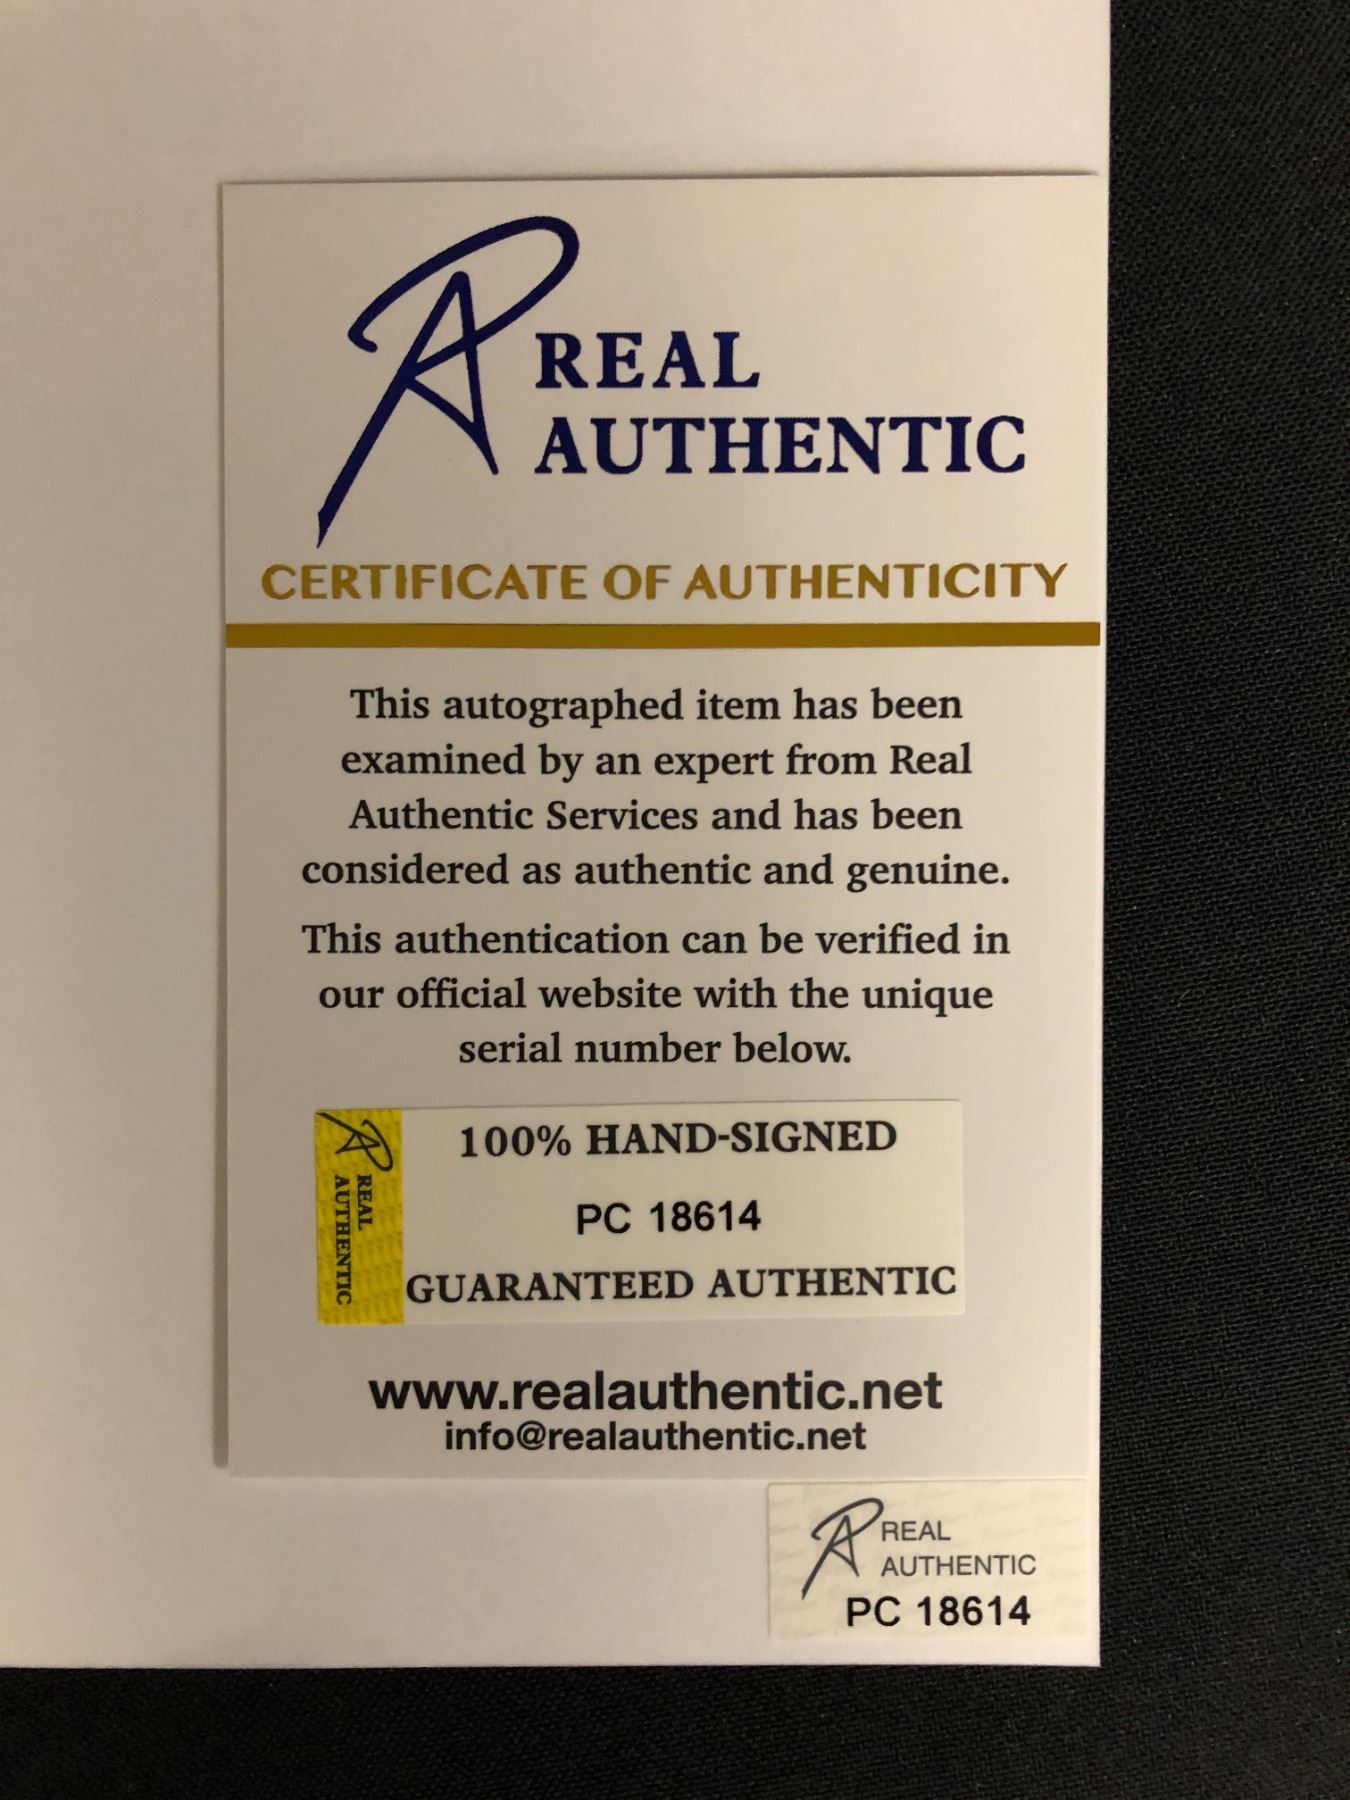 REAL
AUTHENTIC
CERTIFICATE OF AUTHENTICITY
This autographed item has been
examined by an expert from Real
Authentic Services and has been
considered as authentic and genuine.
This authentication can be verified in
our official website with the unique
serial number below.
REAL
AUTHENTIC
100% HAND-SIGNED
PC 18614
GUARANTEED AUTHENTIC
www.realauthentic.net
info@realauthentic.net
REAL
AUTHENTIC
PC 18614